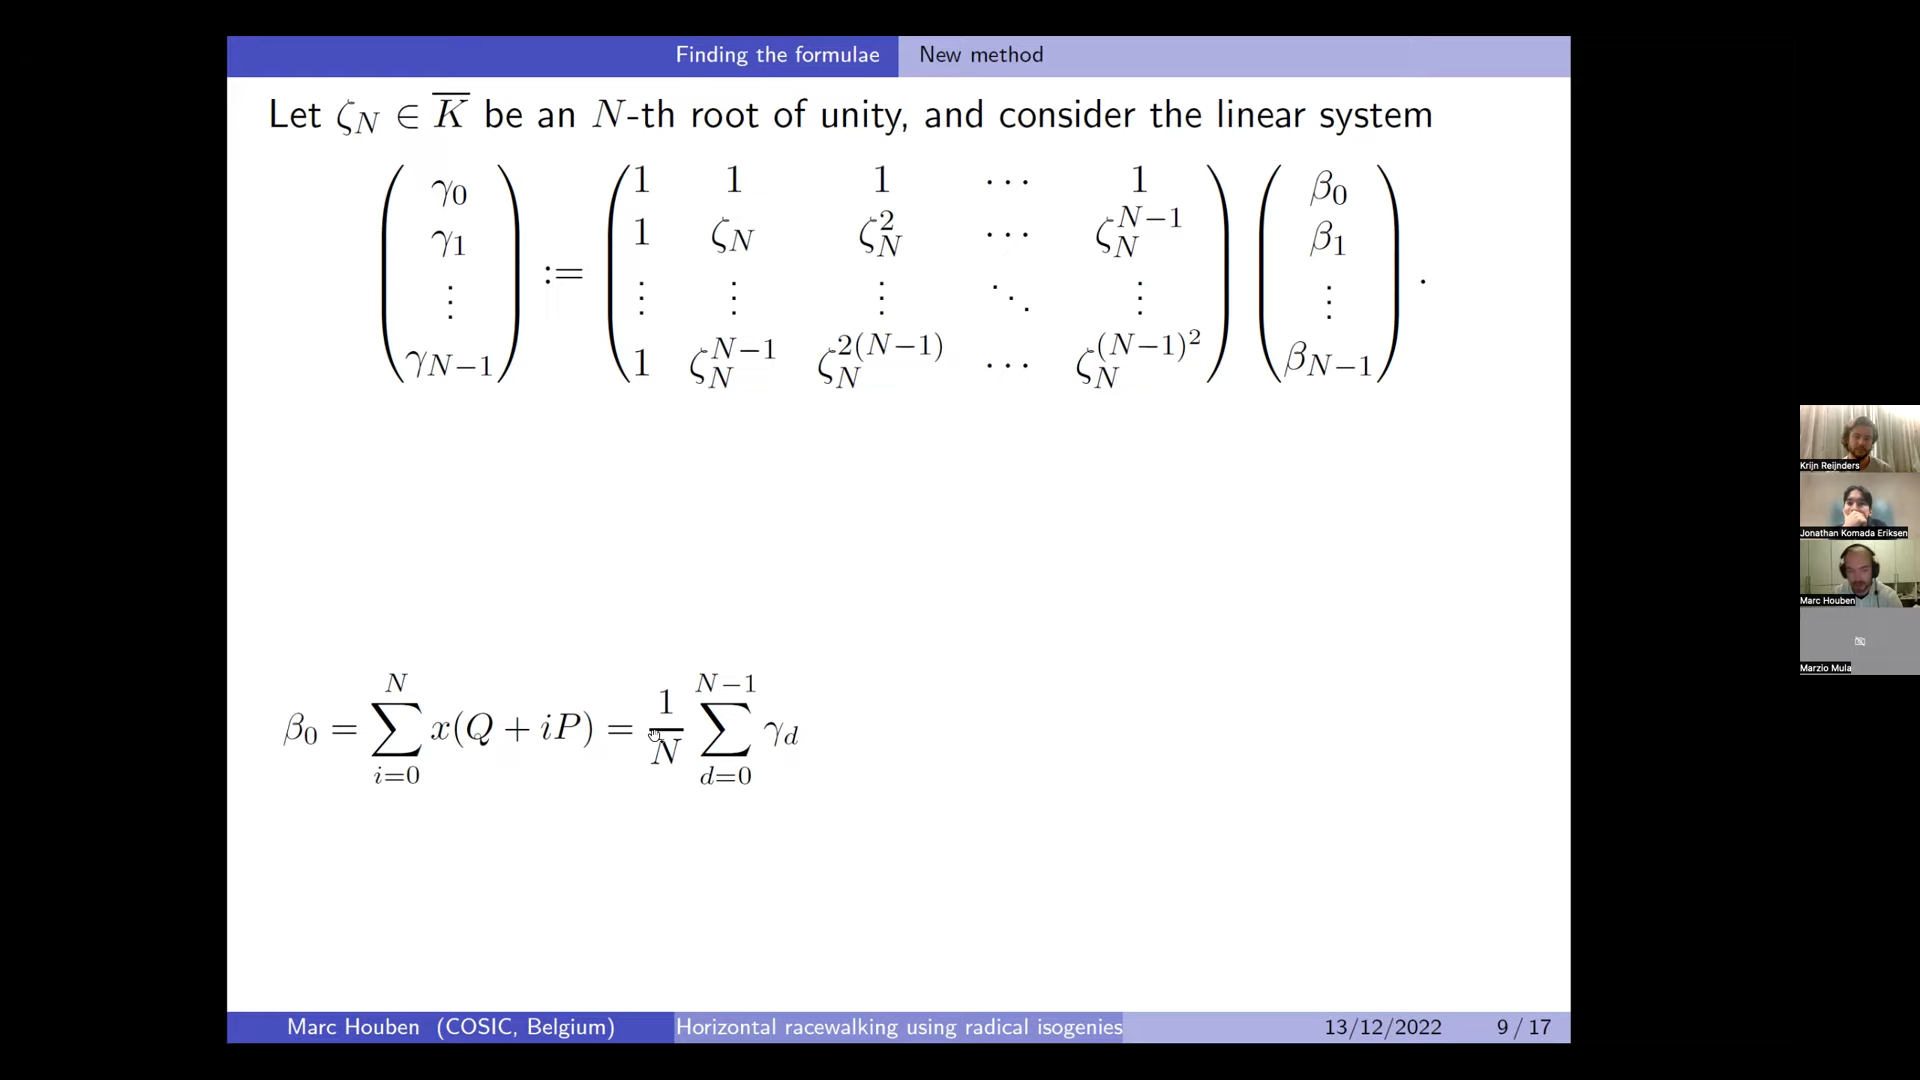 Finding the formulae New method
Let ζ_N ∈ K̅ be an N-th root of unity, and consider the linear system
γ_0 1 1 1 ⋯ 1 β_0
γ_1 1 ζ_N ζ_N^2 ⋯ ζ_N^{N−1} β_1
⋮ := ⋮ ⋮ ⋮ ⋱ ⋮ ⋮ .
γ_{N−1} 1 ζ_N^{N−1} ζ_N^{2(N−1)} ⋯ ζ_N^{(N−1)^2} β_{N−1}
β_0 = ∑_{i=0}^{N} x(Q + iP) = \frac{1}{N} ∑_{d=0}^{N−1} γ_d
Marc Houben (COSIC, Belgium) Horizontal racewalking using radical isogenies 13/12/2022 9 / 17
Krijn Reijnders
Jonathan Komada Eriksen
Marc Houben
Marzio Mula